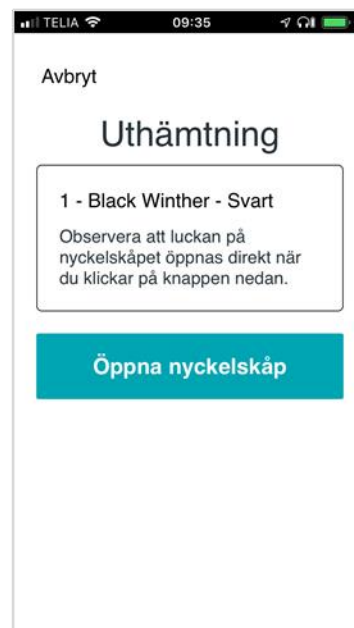 TELIA 09:35
Avbryt
Uthämtning
1 - Black Winther - Svart
Observera att luckan på
nyckelskåpet öppnas direkt när
du klickar på knappen nedan.
Öppna nyckelskåp